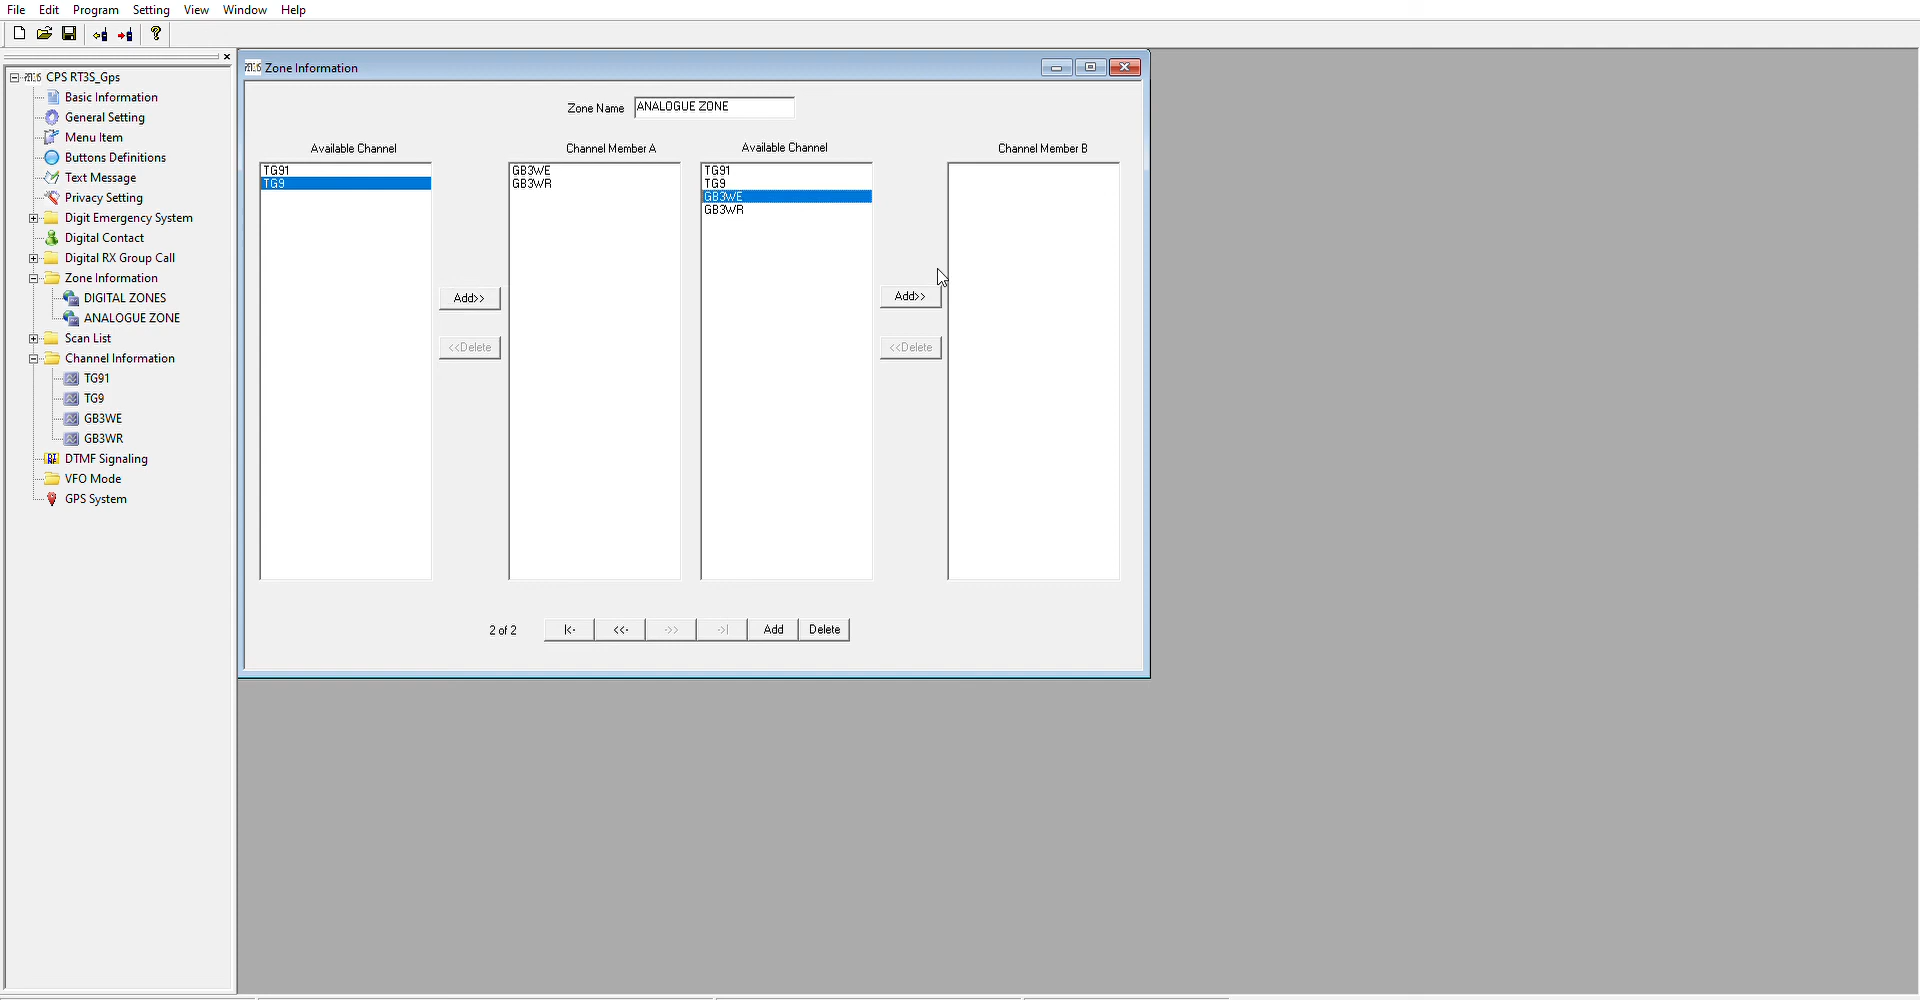 File Edit Program Setting View Window Help
CPS RT3S_Gps
Basic Information
General Setting
Menu Item
Buttons Definitions
Text Message
Privacy Setting
Digit Emergency System
Digital Contact
Digital RX Group Call
Zone Information
DIGITAL ZONES
ANALOGUE ZONE
Scan List
Channel Information
TG91
TG9
GB3WE
GB3WR
DTMF Signaling
VFO Mode
GPS System
Zone Information
Zone Name ANALOGUE ZONE
Available Channel
TG91
TG9
Add>>
<<Delete
Channel Member A
GB3WE
GB3WR
Available Channel
TG91
TG9
GB3WE
GB3WR
Add>>
<<Delete
Channel Member B
2 of 2 |<- <<- ->> ->| Add Delete